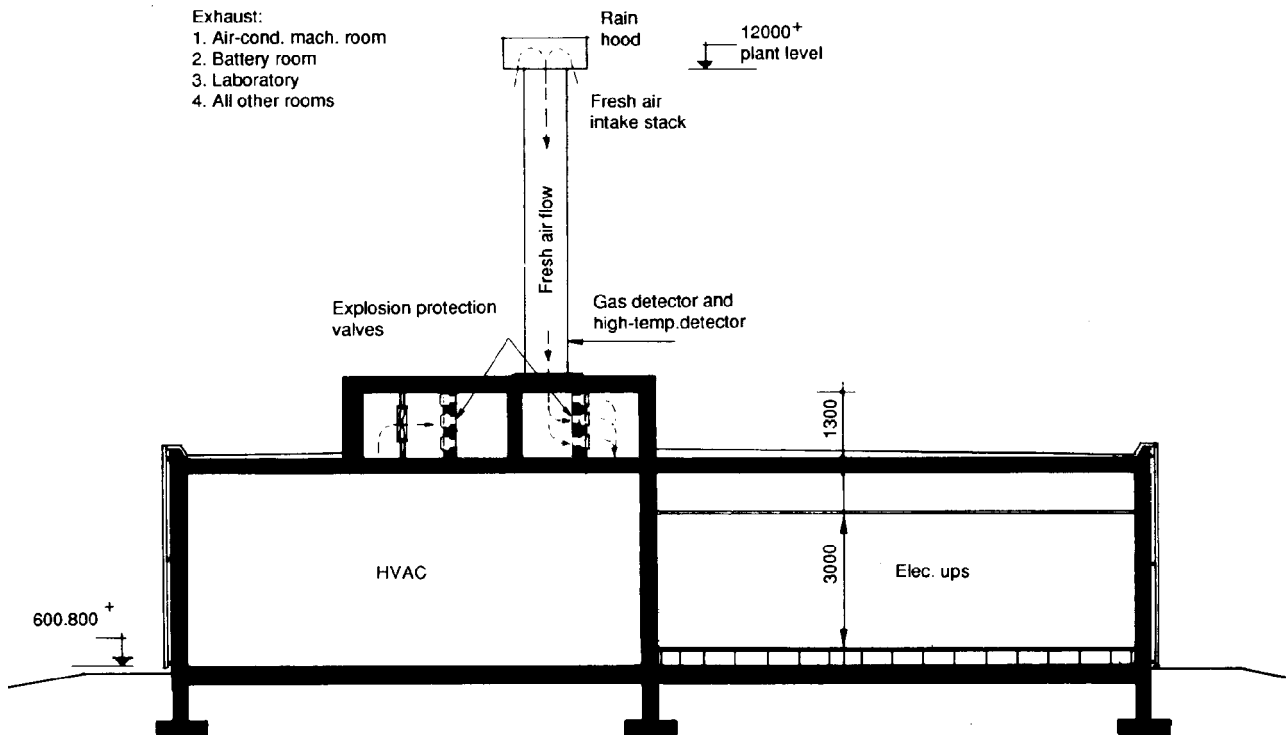 Exhaust:
1. Air-cond. mach. room
2. Battery room
3. Laboratory
4. All other rooms
Rain
hood
12000+
plant level
Fresh air
intake stack
Fresh air flow
Explosion protection
valves
Gas detector and
high-temp.detector
1300
HVAC
3000
Elec. ups
600.800 +